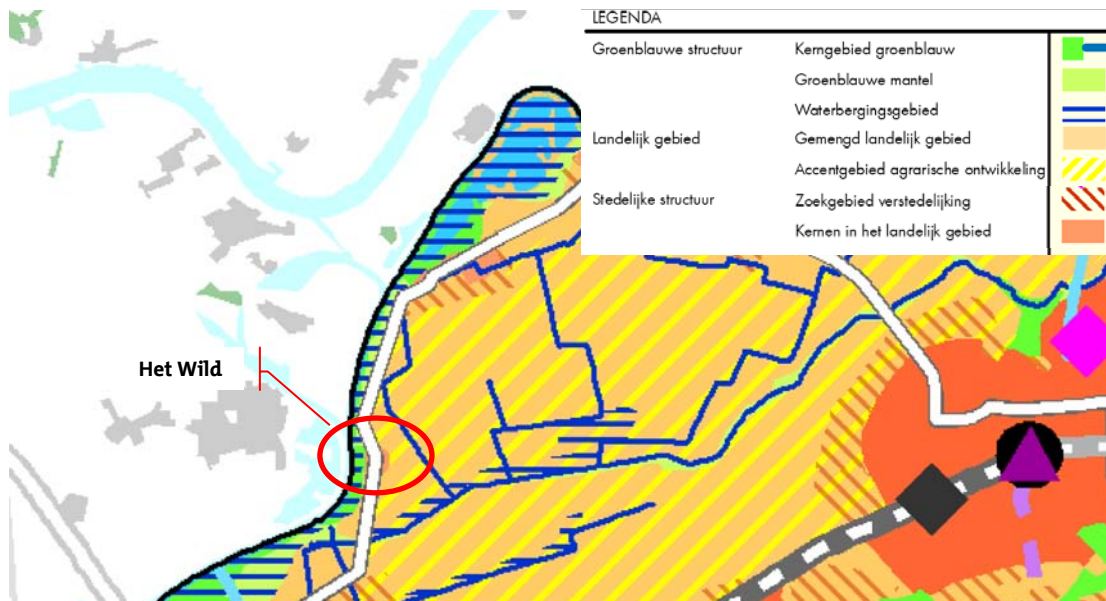 LEGENDA
Groenblauwe structuur Kerngebied groenblauw
Groenblauwe mantel
Waterbergingsgebied
Landelijk gebied Gemengd landelijk gebied
Accentgebied agrarische ontwikkeling
Stedelijke structuur Zoekgebied verstedelijking
Kernen in het landelijk gebied
Het Wild